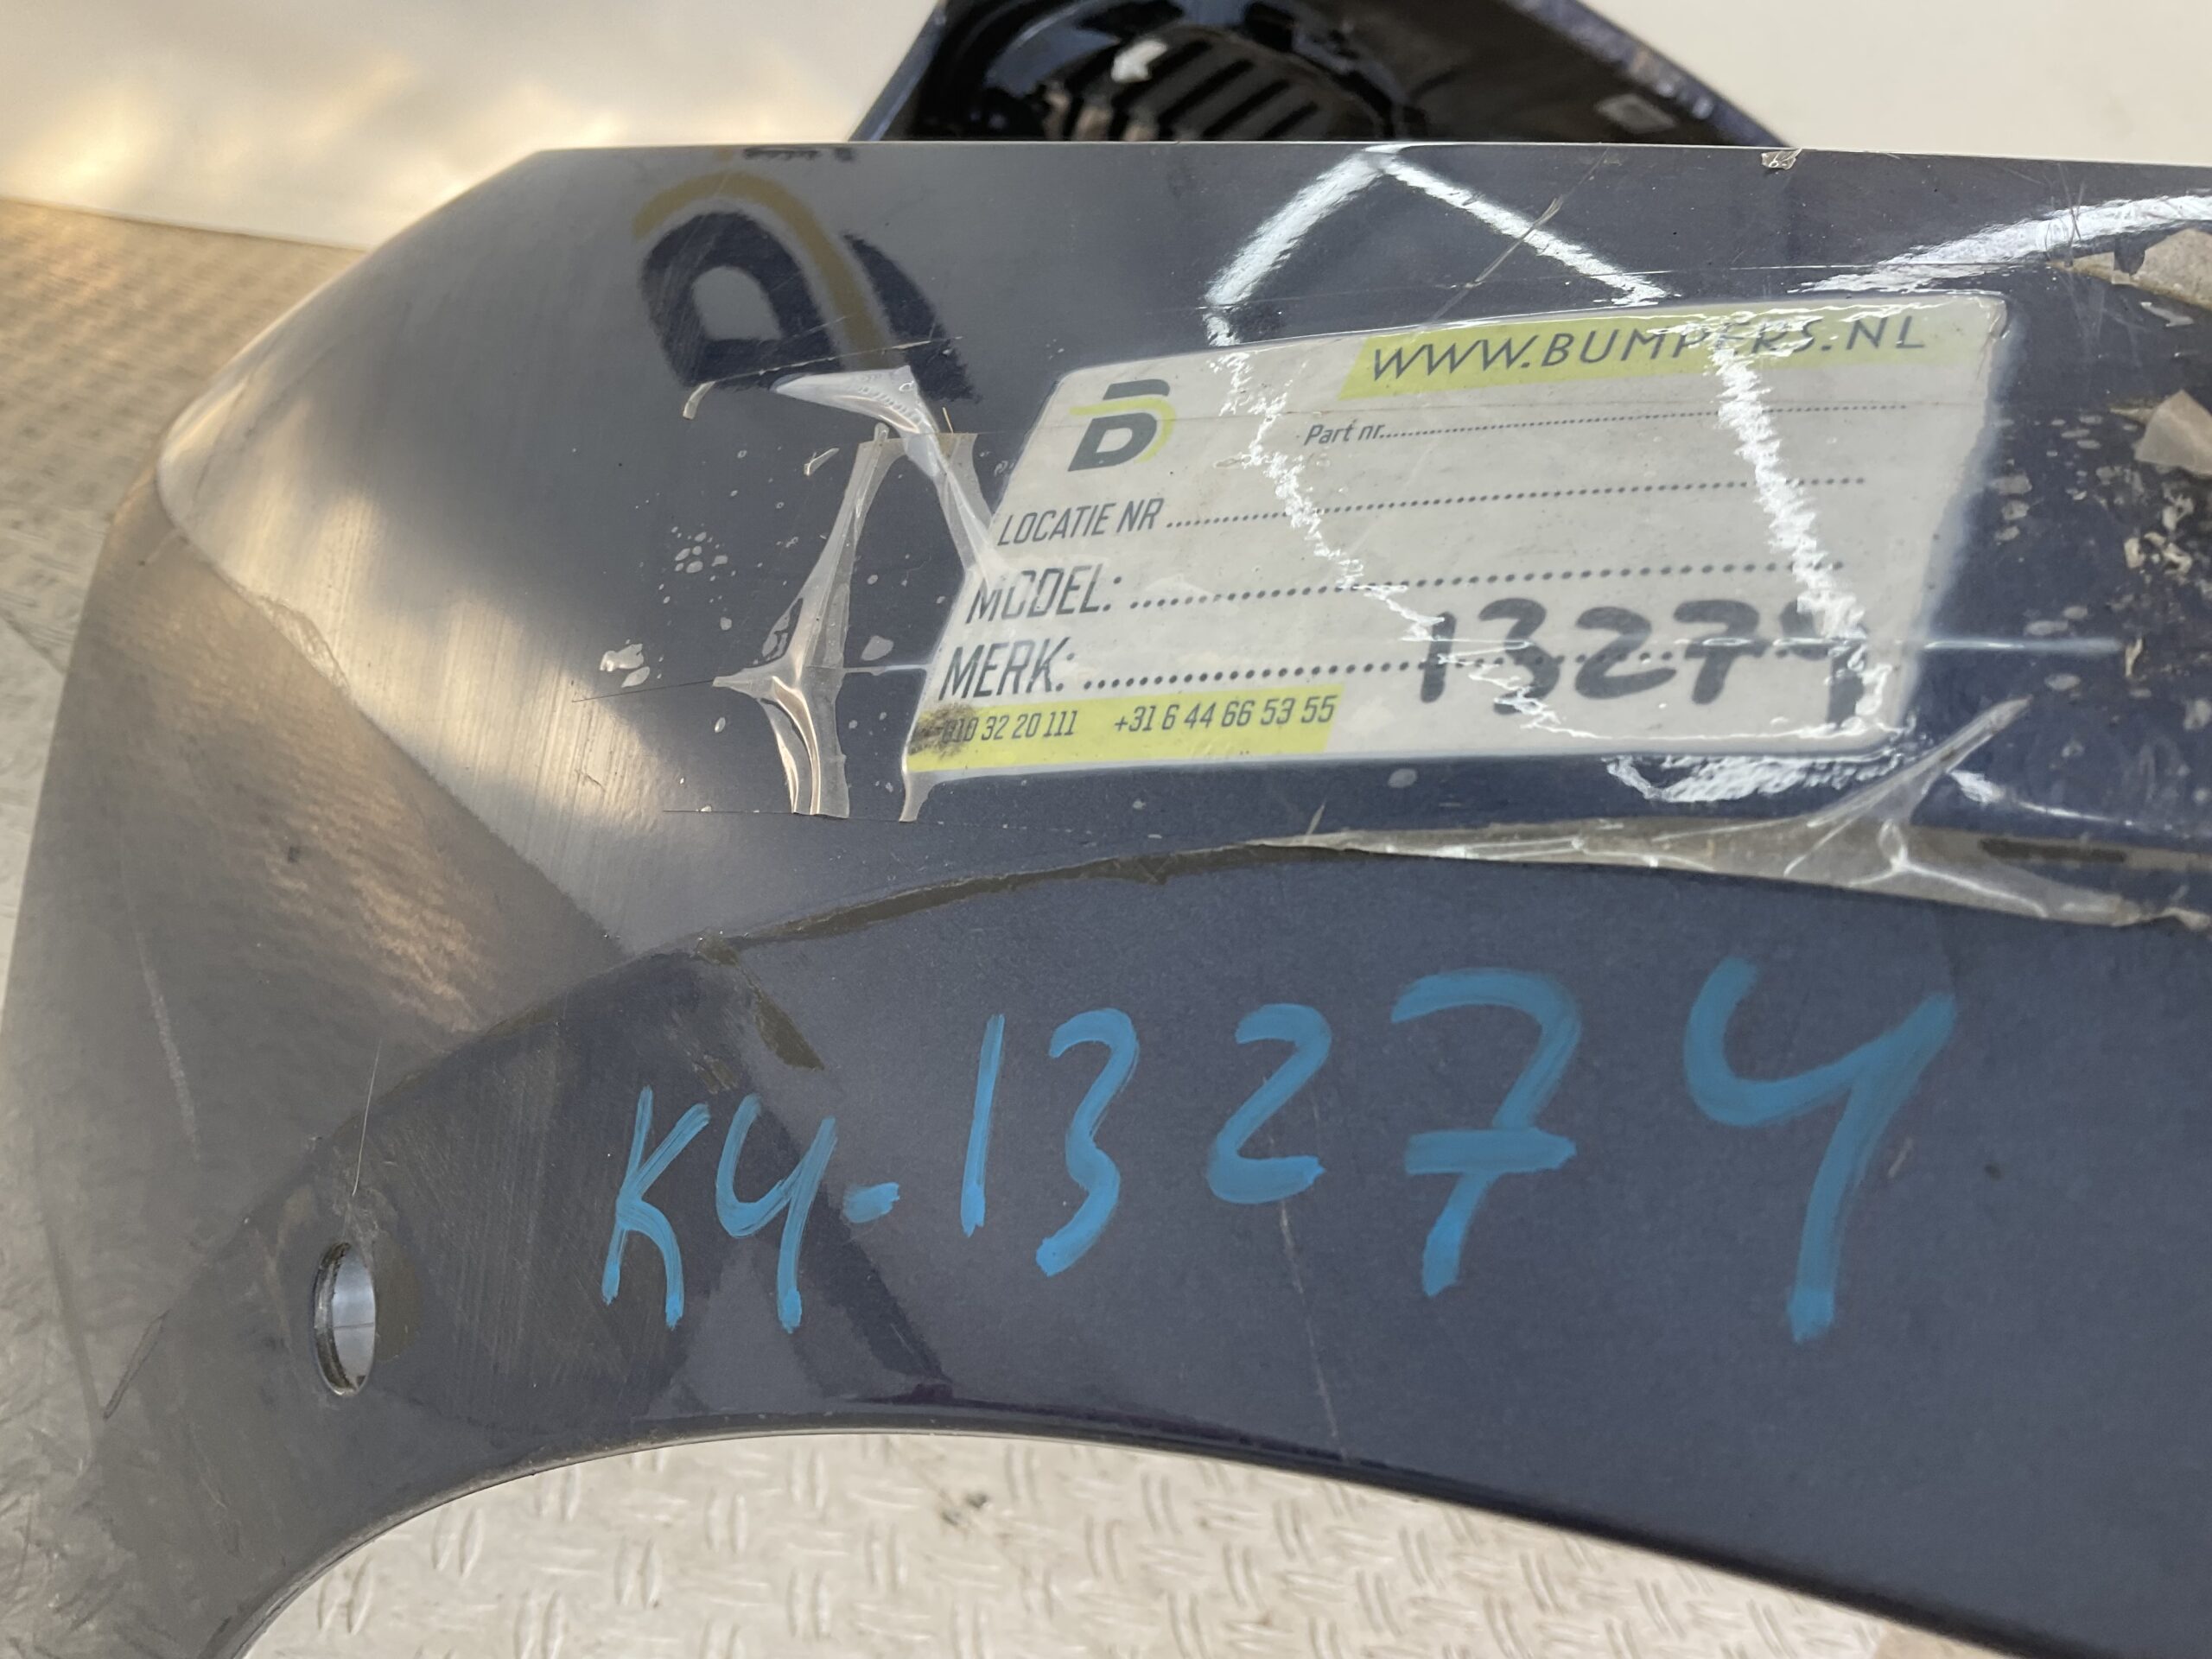 WWW.BUMPERS.NL
B
Part nr................................
LOCATIE NR ................................
MODEL: ................................
MERK: ................................
13274
010 32 20 111 +31 6 44 66 53 55
K4-13274